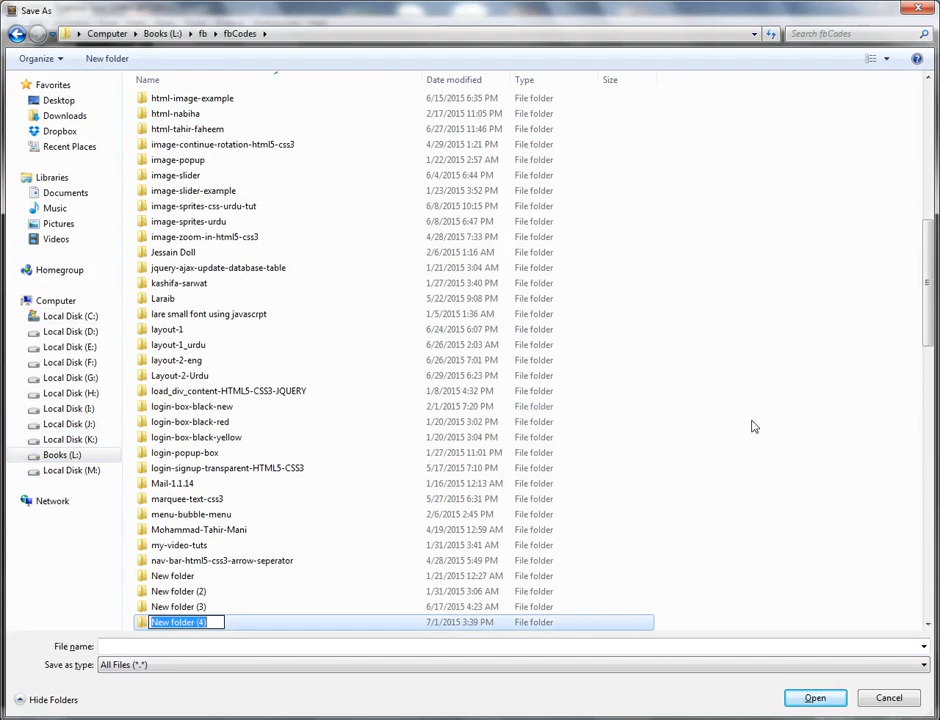 Save As
Computer Books (L:) fb fbCodes
Search fbCodes
Organize New folder
Name Date modified Type Size
Favorites
Desktop
Downloads
Dropbox
Recent Places
Libraries
Documents
Music
Pictures
Videos
Homegroup
Computer
Local Disk (C:)
Local Disk (D:)
Local Disk (E:)
Local Disk (F:)
Local Disk (G:)
Local Disk (H:)
Local Disk (I:)
Local Disk (J:)
Local Disk (K:)
Books (L:)
Local Disk (M:)
Network
html-image-example 6/15/2015 6:35 PM File folder
html-nabiha 2/17/2015 11:05 PM File folder
html-tahir-faheem 6/27/2015 11:46 PM File folder
image-continue-rotation-html5-css3 4/29/2015 1:21 PM File folder
image-popup 1/22/2015 2:57 AM File folder
image-slider 6/4/2015 6:44 PM File folder
image-slider-example 1/23/2015 3:52 PM File folder
image-sprites-css-urdu-tut 6/8/2015 10:15 PM File folder
image-sprites-urdu 6/8/2015 6:47 PM File folder
image-zoom-in-html5-css3 4/28/2015 7:33 PM File folder
Jessain Doll 2/6/2015 1:16 AM File folder
jquery-ajax-update-database-table 1/21/2015 3:04 AM File folder
kashifa-sarwat 1/27/2015 3:40 PM File folder
Laraib 5/22/2015 9:08 PM File folder
lare small font using javascrpt 1/5/2015 1:36 AM File folder
layout-1 6/24/2015 6:07 PM File folder
layout-1_urdu 6/26/2015 2:03 AM File folder
layout-2-eng 6/26/2015 7:01 PM File folder
Layout-2-Urdu 6/29/2015 6:23 PM File folder
load_div_content-HTML5-CSS3-JQUERY 1/8/2015 4:32 PM File folder
login-box-black-new 2/1/2015 7:20 PM File folder
login-box-black-red 1/20/2015 3:02 PM File folder
login-box-black-yellow 1/20/2015 3:04 PM File folder
login-popup-box 1/27/2015 11:01 PM File folder
login-signup-transparent-HTML5-CSS3 5/17/2015 7:10 PM File folder
Mail-1.1.14 1/16/2015 12:13 AM File folder
marquee-text-css3 5/27/2015 6:31 PM File folder
menu-bubble-menu 2/6/2015 2:45 PM File folder
Mohammad-Tahir-Mani 4/19/2015 12:59 AM File folder
my-video-tuts 1/31/2015 3:41 AM File folder
nav-bar-html5-css3-arrow-seperator 4/28/2015 5:49 PM File folder
New folder 1/21/2015 12:27 AM File folder
New folder (2) 1/31/2015 3:06 AM File folder
New folder (3) 6/17/2015 4:23 AM File folder
New folder (4) 7/1/2015 3:39 PM File folder
File name:
Save as type: All Files (*.*)
Hide Folders Open Cancel